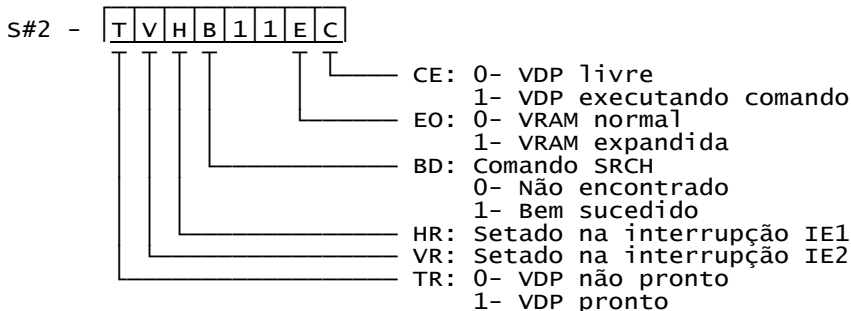 S#2 - T V H B 1 1 E C
CE: 0- VDP livre
1- VDP executando comando
EO: 0- VRAM normal
1- VRAM expandida
BD: Comando SRCH
0- Não encontrado
1- Bem sucedido
HR: Setado na interrupção IE1
VR: Setado na interrupção IE2
TR: 0- VDP não pronto
1- VDP pronto